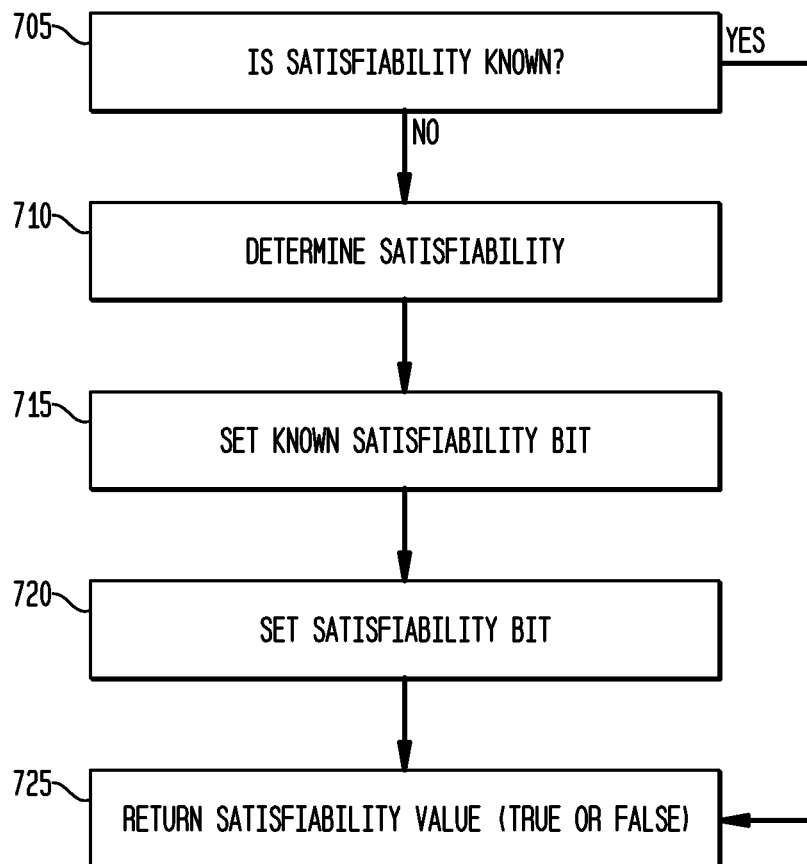 705
IS SATISFIABILITY KNOWN?
YES
NO
710
DETERMINE SATISFIABILITY
715
SET KNOWN SATISFIABILITY BIT
720
SET SATISFIABILITY BIT
725
RETURN SATISFIABILITY VALUE (TRUE OR FALSE)